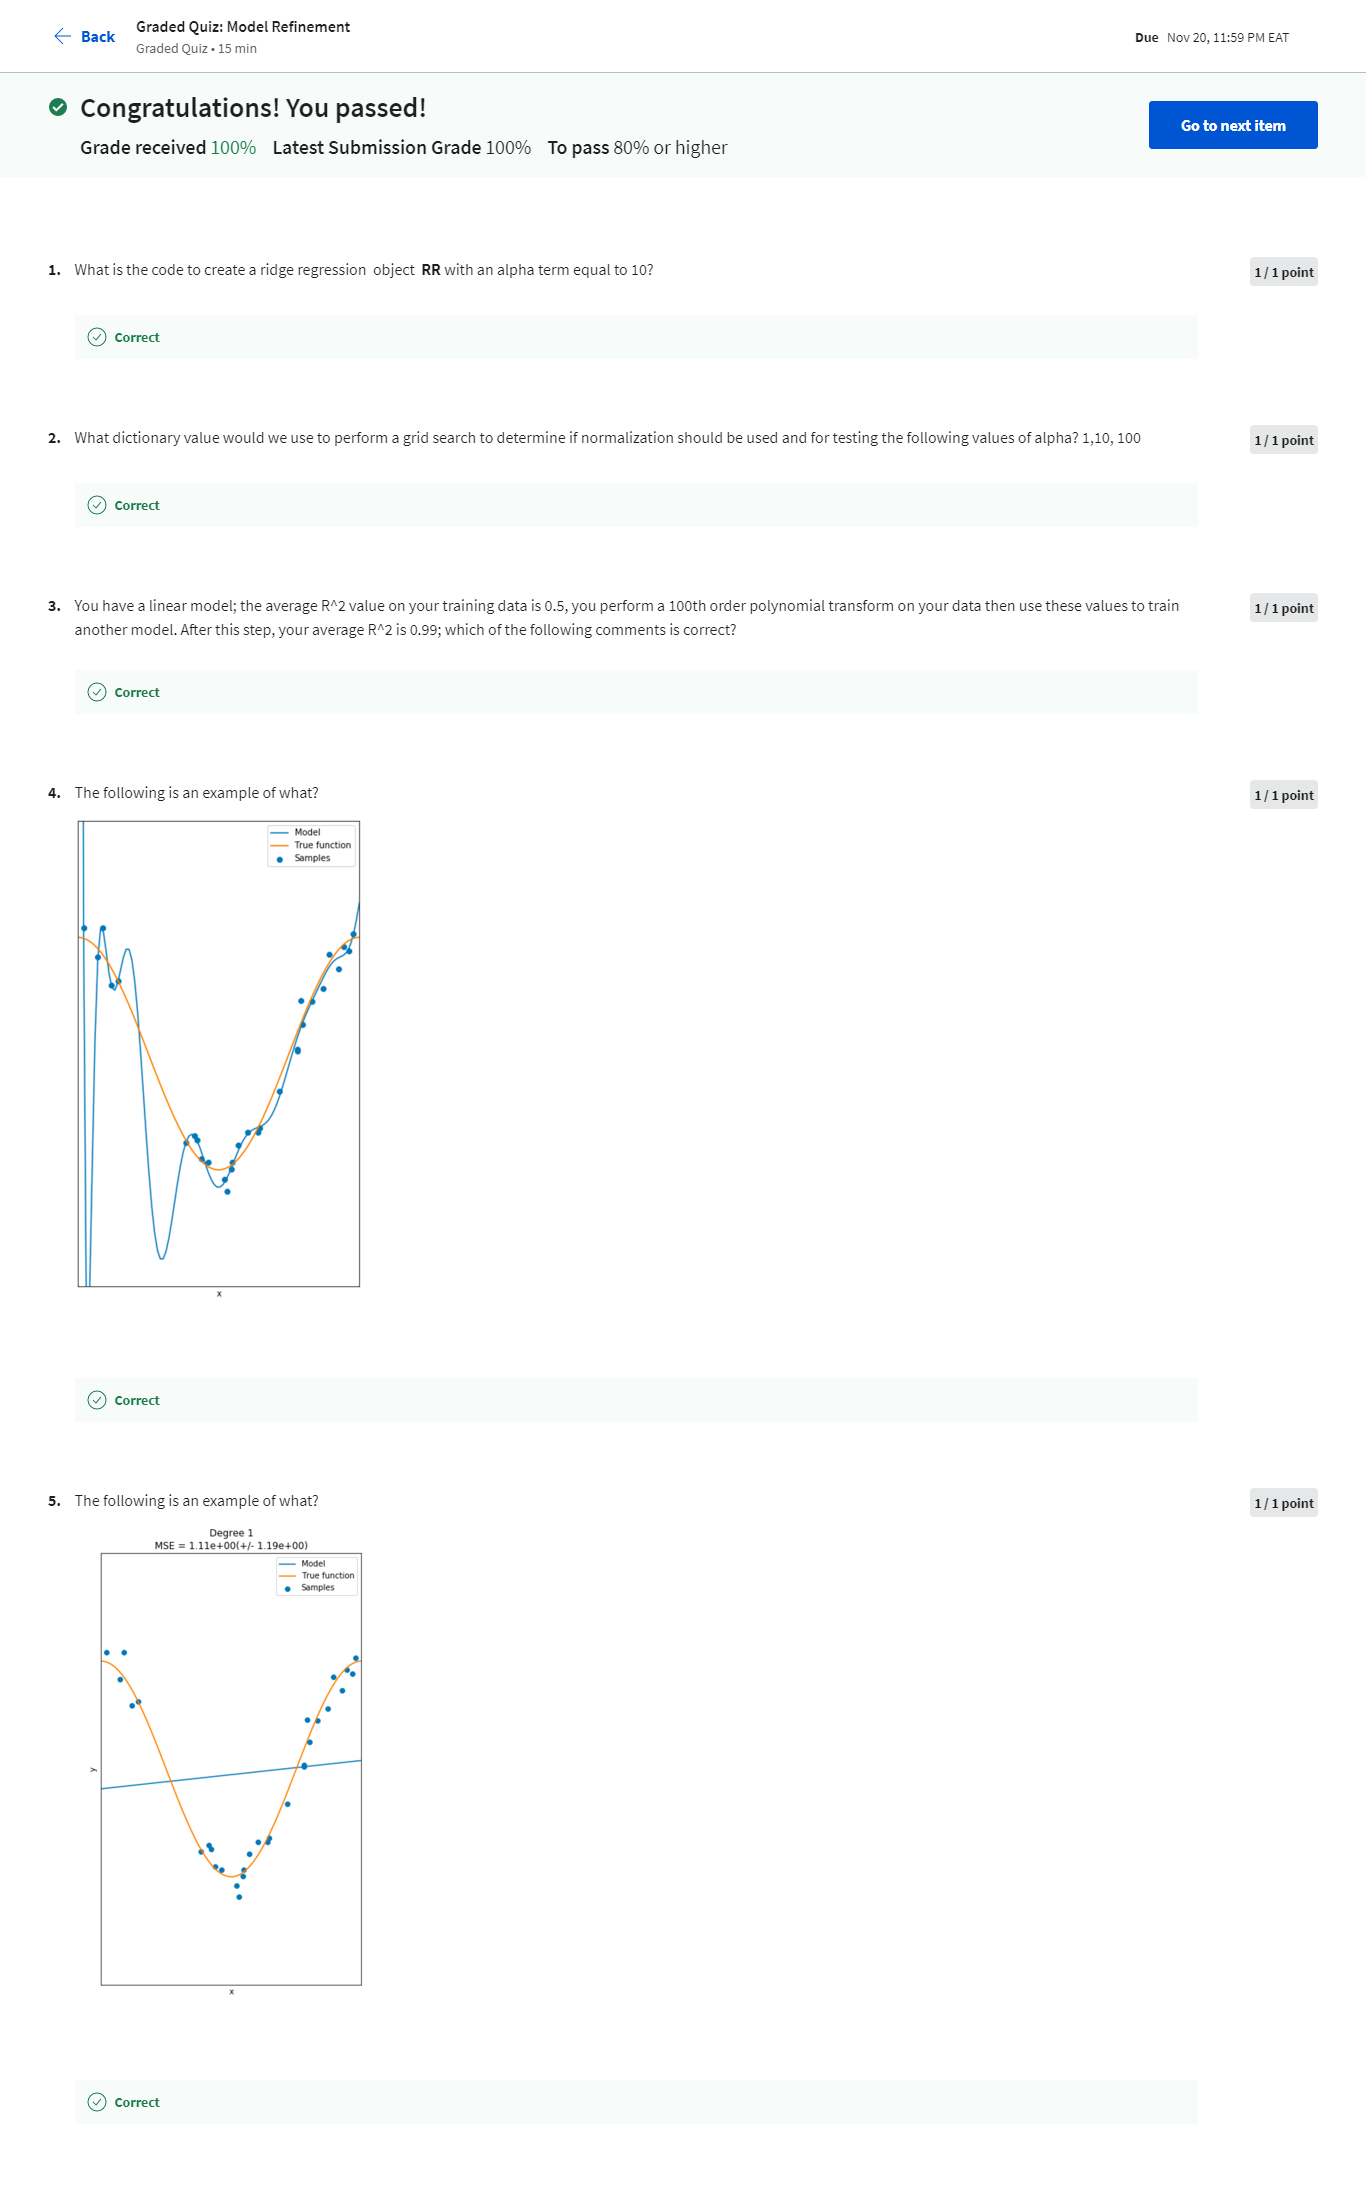 Back
Graded Quiz: Model Refinement
Graded Quiz • 15 min
Due Nov 20, 11:59 PM EAT
Congratulations! You passed!
Grade received 100% Latest Submission Grade 100% To pass 80% or higher
Go to next item
1. What is the code to create a ridge regression object RR with an alpha term equal to 10?
1 / 1 point
Correct
2. What dictionary value would we use to perform a grid search to determine if normalization should be used and for testing the following values of alpha? 1,10, 100
1 / 1 point
Correct
3. You have a linear model; the average R^2 value on your training data is 0.5, you perform a 100th order polynomial transform on your data then use these values to train
another model. After this step, your average R^2 is 0.99; which of the following comments is correct?
1 / 1 point
Correct
4. The following is an example of what?
1 / 1 point
Model
True function
Samples
x
Correct
5. The following is an example of what?
1 / 1 point
Degree 1
MSE = 1.11e+00(+/- 1.19e+00)
Model
True function
Samples
y
x
Correct